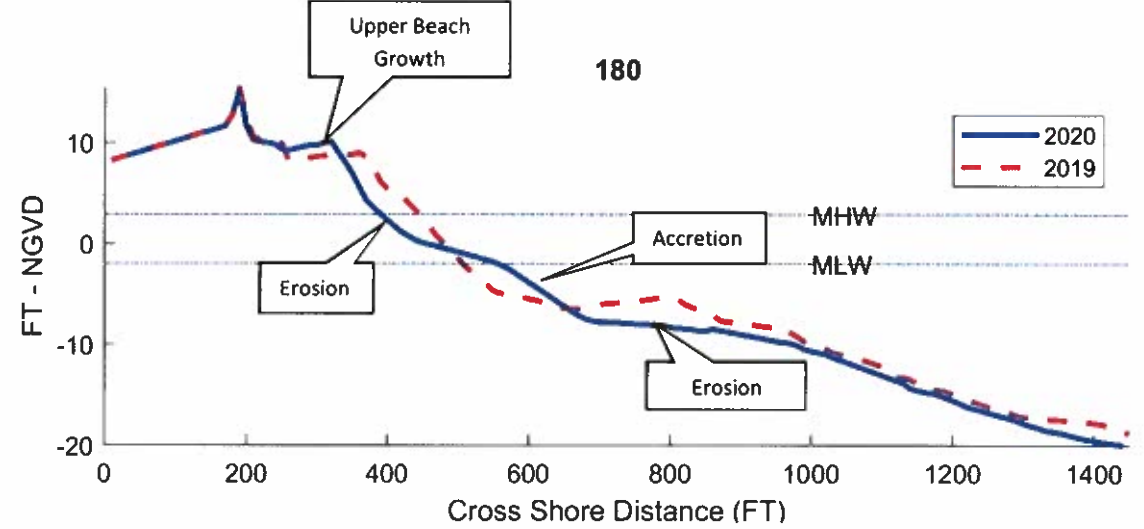 Upper Beach
Growth
180
2020
2019
10
0
-10
-20
FT - NGVD
MHW
MLW
Accretion
Erosion
Erosion
0
200
400
600
800
1000
1200
1400
Cross Shore Distance (FT)